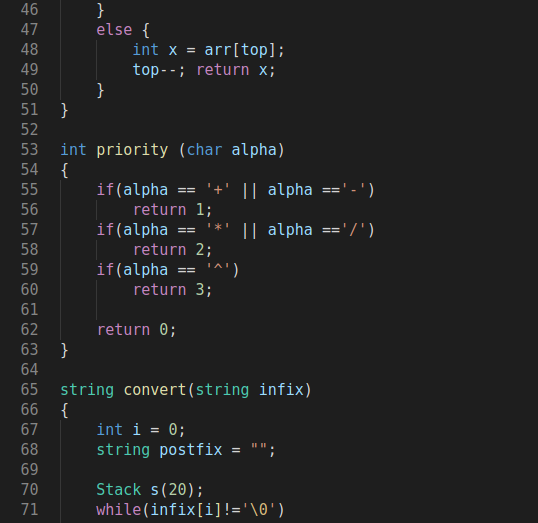 46     }
47     else {
48         int x = arr[top];
49         top--; return x;
50     }
51 }
52
53 int priority (char alpha)
54 {
55     if(alpha == '+' || alpha =='-')
56         return 1;
57     if(alpha == '*' || alpha =='/')
58         return 2;
59     if(alpha == '^')
60         return 3;
61
62     return 0;
63 }
64
65 string convert(string infix)
66 {
67     int i = 0;
68     string postfix = "";
69
70     Stack s(20);
71     while(infix[i]!='\0')